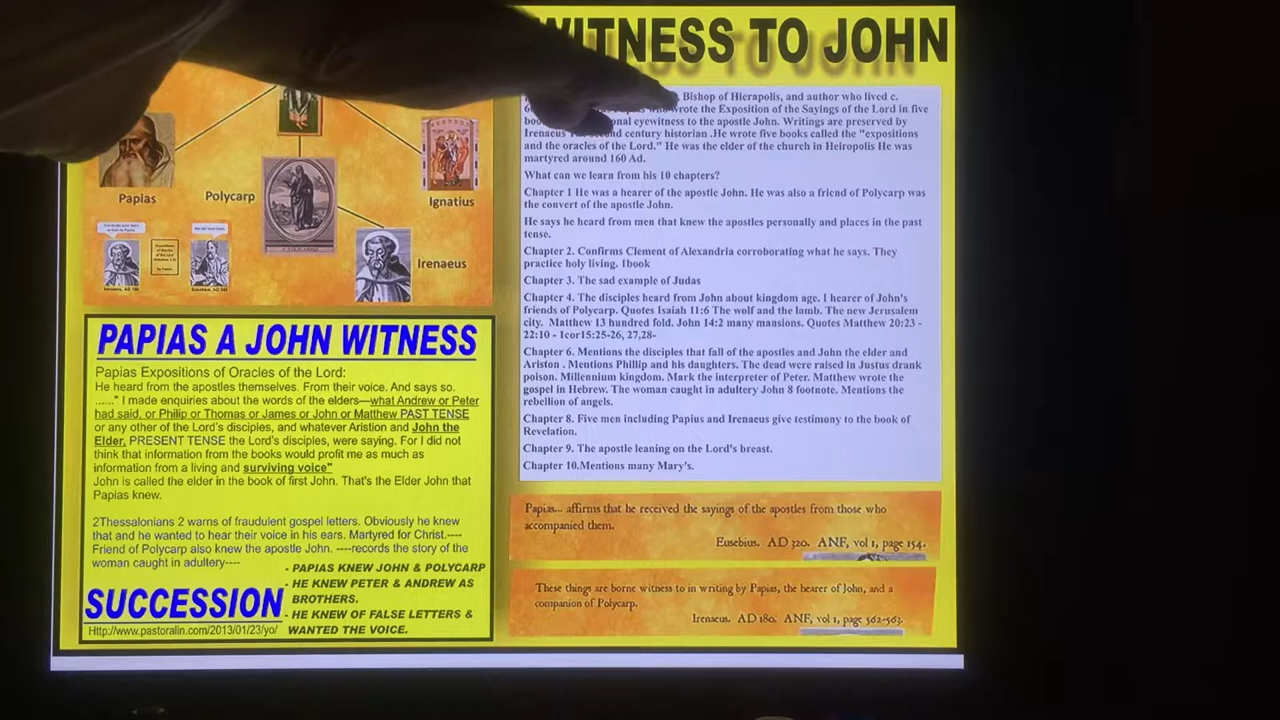 WITNESS TO JOHN
Bishop of Hierapolis, and author who lived c.
who wrote the Exposition of the Sayings of the Lord in five
eyewitness to the apostle John. Writings are preserved by
Irenaeus century historian .He wrote five books called the "expositions
and the oracles of the Lord." He was the elder of the church in Heiropolis He was
martyred around 160 Ad.
What can we learn from his 10 chapters?
Chapter 1 He was a hearer of the apostle John. He was also a friend of Polycarp was
the convert of the apostle John.
He says he heard from men that knew the apostles personally and places in the past
tense.
Chapter 2. Confirms Clement of Alexandria corroborating what he says. They
practice holy living. 1book
Chapter 3. The sad example of Judas
Chapter 4. The disciples heard from John about kingdom age. I hearer of John's
friends of Polycarp. Quotes Isaiah 11:6 The wolf and the lamb. The new Jerusalem
city. Matthew 13 hundred fold. John 14:2 many mansions. Quotes Matthew 20:23 -
22:10 - 1cor15:25-26, 27,28-
Chapter 6. Mentions the disciples that fall of the apostles and John the elder and
Ariston . Mentions Phillip and his daughters. The dead were raised in Justus drank
poison. Millennium kingdom. Mark the interpreter of Peter. Matthew wrote the
gospel in Hebrew. The woman caught in adultery John 8 footnote. Mentions the
rebellion of angels.
Chapter 8. Five men including Papius and Irenaeus give testimony to the book of
Revelation.
Chapter 9. The apostle leaning on the Lord's breast.
Chapter 10.Mentions many Mary's.
Papias
Polycarp
Ignatius
Irenaeus
PAPIAS A JOHN WITNESS
Papias Expositions of Oracles of the Lord:
He heard from the apostles themselves. From their voice. And says so.
......" I made enquiries about the words of the elders—what Andrew or Peter
had said, or Philip or Thomas or James or John or Matthew PAST TENSE
or any other of the Lord's disciples, and whatever Aristion and John the
Elder, PRESENT TENSE the Lord's disciples, were saying. For I did not
think that information from the books would profit me as much as
information from a living and surviving voice"
John is called the elder in the book of first John. That's the Elder John that
Papias knew.
2Thessalonians 2 warns of fraudulent gospel letters. Obviously he knew
that and he wanted to hear their voice in his ears. Martyred for Christ.----
Friend of Polycarp also knew the apostle John. ----records the story of the
woman caught in adultery----
- PAPIAS KNEW JOHN & POLYCARP
- HE KNEW PETER & ANDREW AS
BROTHERS.
- HE KNEW OF FALSE LETTERS &
WANTED THE VOICE.
SUCCESSION
Http://www.pastoralin.com/2013/01/23/yo/
Papias... affirms that he received the sayings of the apostles from those who
accompanied them.
Eusebius. AD 320. ANF, vol 1, page 154.
These things are borne witness to in writing by Papias, the hearer of John, and a
companion of Polycarp.
Irenaeus. AD 180. ANF, vol 1, page 562-563.